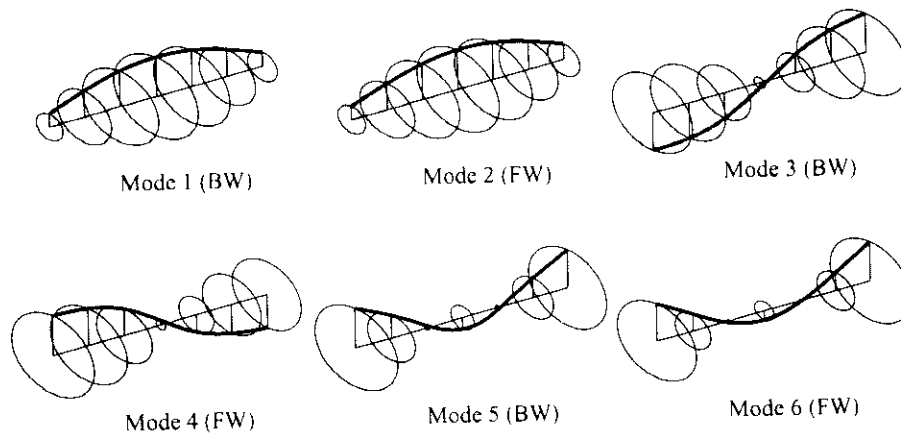 Mode 1 (BW)
Mode 2 (FW)
Mode 3 (BW)
Mode 4 (FW)
Mode 5 (BW)
Mode 6 (FW)